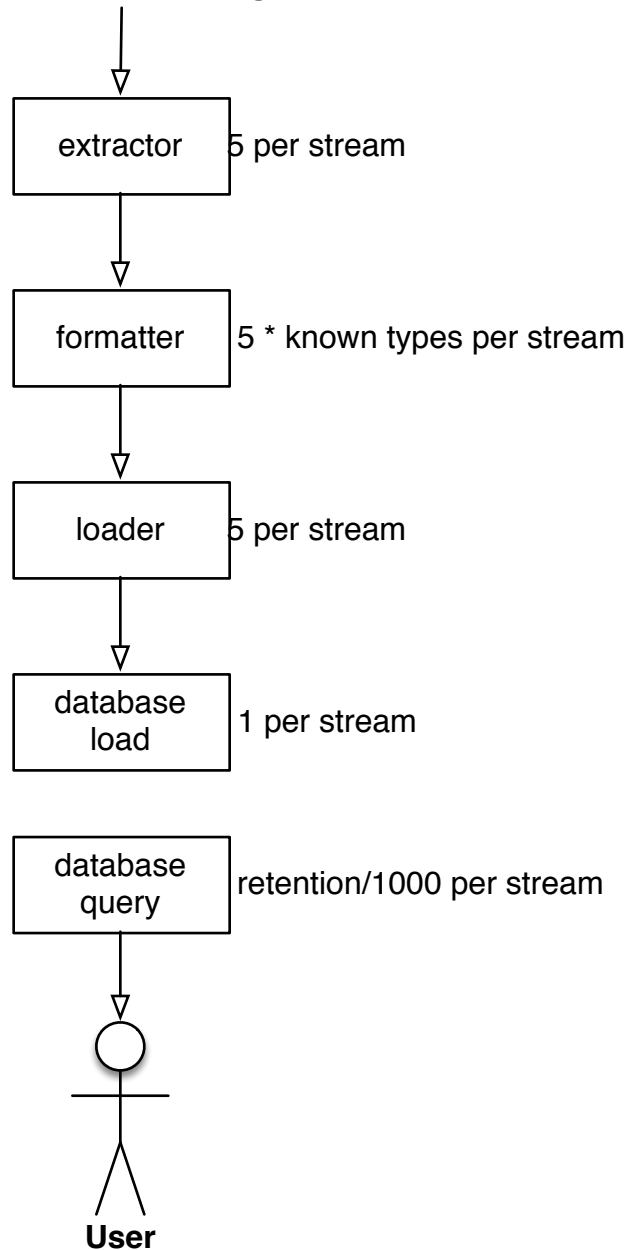 extractor
5 per stream
formatter
5 * known types per stream
loader
5 per stream
database
load
1 per stream
database
query
retention/1000 per stream
User